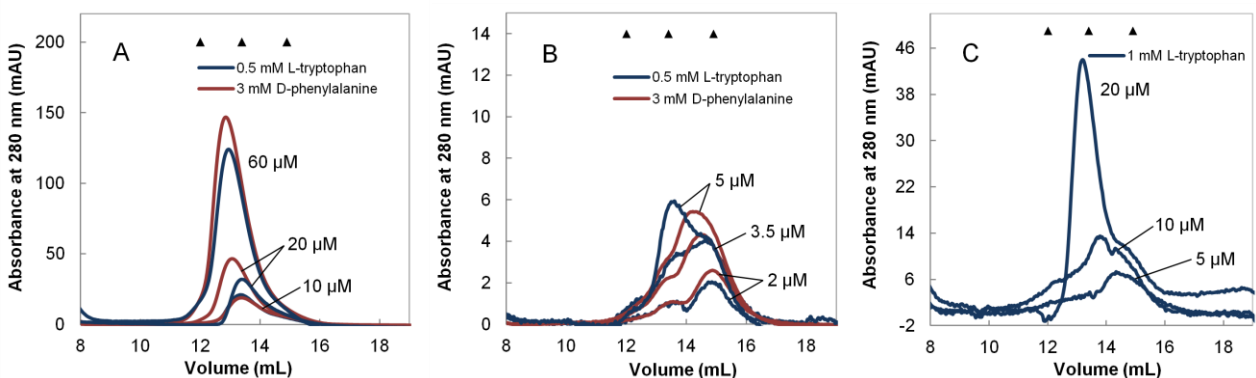 A
Absorbance at 280 nm (mAU)
200
150
100
50
0
0.5 mM L-tryptophan
3 mM D-phenylalanine
60 µM
20 µM
10 µM
8 10 12 14 16 18
Volume (mL)
B
Absorbance at 280 nm (mAU)
14
12
10
8
6
4
2
0
0.5 mM L-tryptophan
3 mM D-phenylalanine
5 µM
3.5 µM
2 µM
8 10 12 14 16 18
Volume (mL)
C
Absorbance at 280 nm (mAU)
46
38
30
22
14
6
-2
1 mM L-tryptophan
20 µM
10 µM
5 µM
8 10 12 14 16 18
Volume (mL)